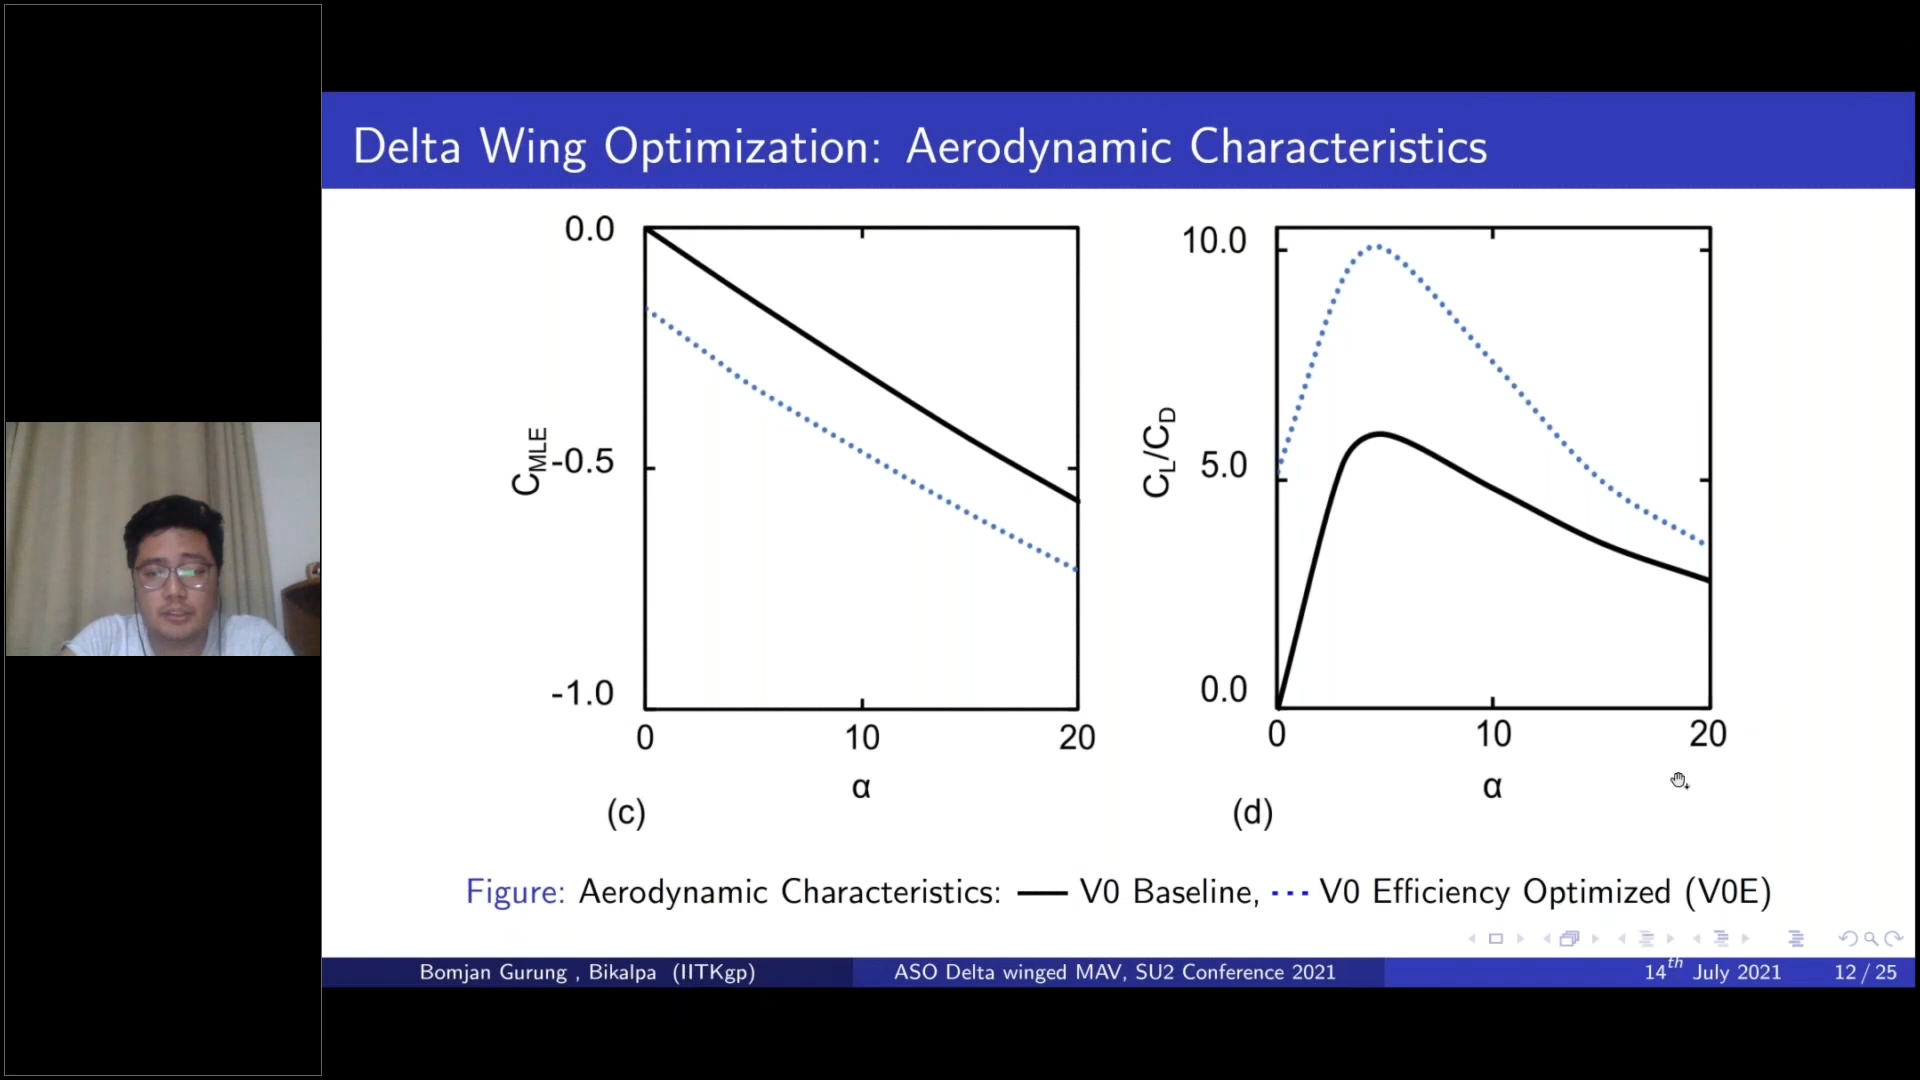 Delta Wing Optimization: Aerodynamic Characteristics
0.0
-0.5
-1.0
CMLE
0 10 20
α
(c)
10.0
5.0
0.0
CL/CD
0 10 20
α
(d)
Figure: Aerodynamic Characteristics: V0 Baseline, V0 Efficiency Optimized (V0E)
Bomjan Gurung , Bikalpa (IITKgp) ASO Delta winged MAV, SU2 Conference 2021 14th July 2021 12 / 25